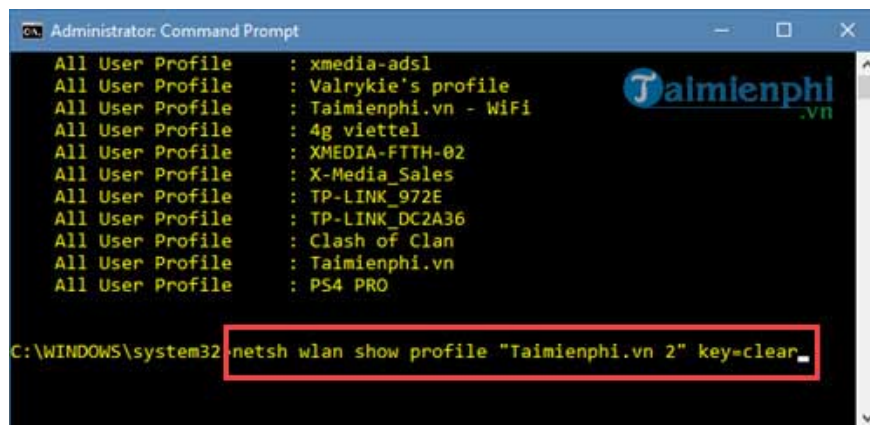 Administrator: Command Prompt
All User Profile : xmedia-adsl
All User Profile : Valrykie's profile
All User Profile : Taimienphi.vn - WiFi
All User Profile : 4g viettel
All User Profile : XMEDIA-FTTH-02
All User Profile : X-Media_Sales
All User Profile : TP-LINK_972E
All User Profile : TP-LINK_DC2A36
All User Profile : Clash of Clan
All User Profile : Taimienphi.vn
All User Profile : PS4 PRO
Taimienphi
.vn
C:\WINDOWS\system32>netsh wlan show profile "Taimienphi.vn 2" key=clear